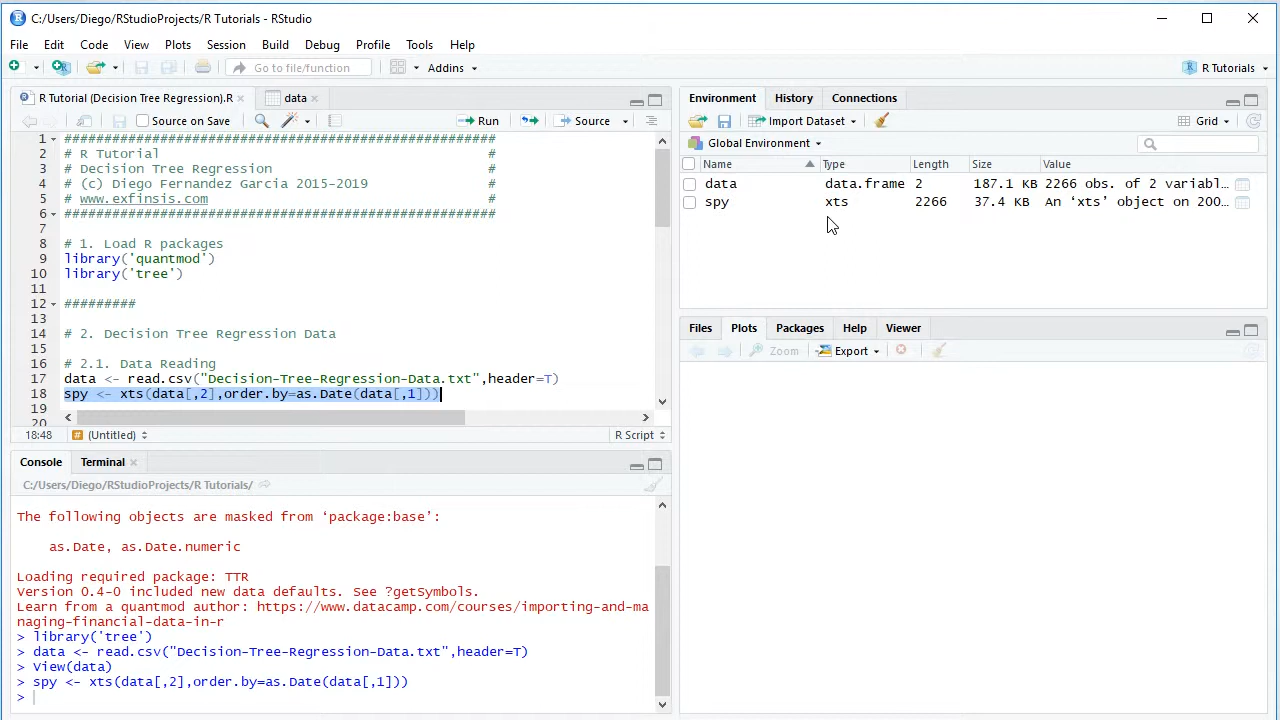 C:/Users/Diego/RStudioProjects/R Tutorials - RStudio
File Edit Code View Plots Session Build Debug Profile Tools Help
Go to file/function Addins R Tutorials
R Tutorial (Decision Tree Regression).R data
Source on Save Run Source
1 ######################################################
2 # R Tutorial #
3 # Decision Tree Regression #
4 # (c) Diego Fernandez Garcia 2015-2019 #
5 # www.exfinsis.com #
6 ######################################################
7
8 # 1. Load R packages
9 library('quantmod')
10 library('tree')
11
12 #########
13
14 # 2. Decision Tree Regression Data
15
16 # 2.1. Data Reading
17 data <- read.csv("Decision-Tree-Regression-Data.txt",header=T)
18 spy <- xts(data[,2],order.by=as.Date(data[,1]))
19
20
18:48 # (Untitled) R Script
Console Terminal
C:/Users/Diego/RStudioProjects/R Tutorials/
The following objects are masked from ‘package:base’:
as.Date, as.Date.numeric
Loading required package: TTR
Version 0.4-0 included new data defaults. See ?getSymbols.
Learn from a quantmod author: https://www.datacamp.com/courses/importing-and-ma
naging-financial-data-in-r
> library('tree')
> data <- read.csv("Decision-Tree-Regression-Data.txt",header=T)
> View(data)
> spy <- xts(data[,2],order.by=as.Date(data[,1]))
>
Environment History Connections
Import Dataset Grid
Global Environment
Name Type Length Size Value
data data.frame 2 187.1 KB 2266 obs. of 2 variabl…
spy xts 2266 37.4 KB An ‘xts’ object on 200…
Files Plots Packages Help Viewer
Zoom Export